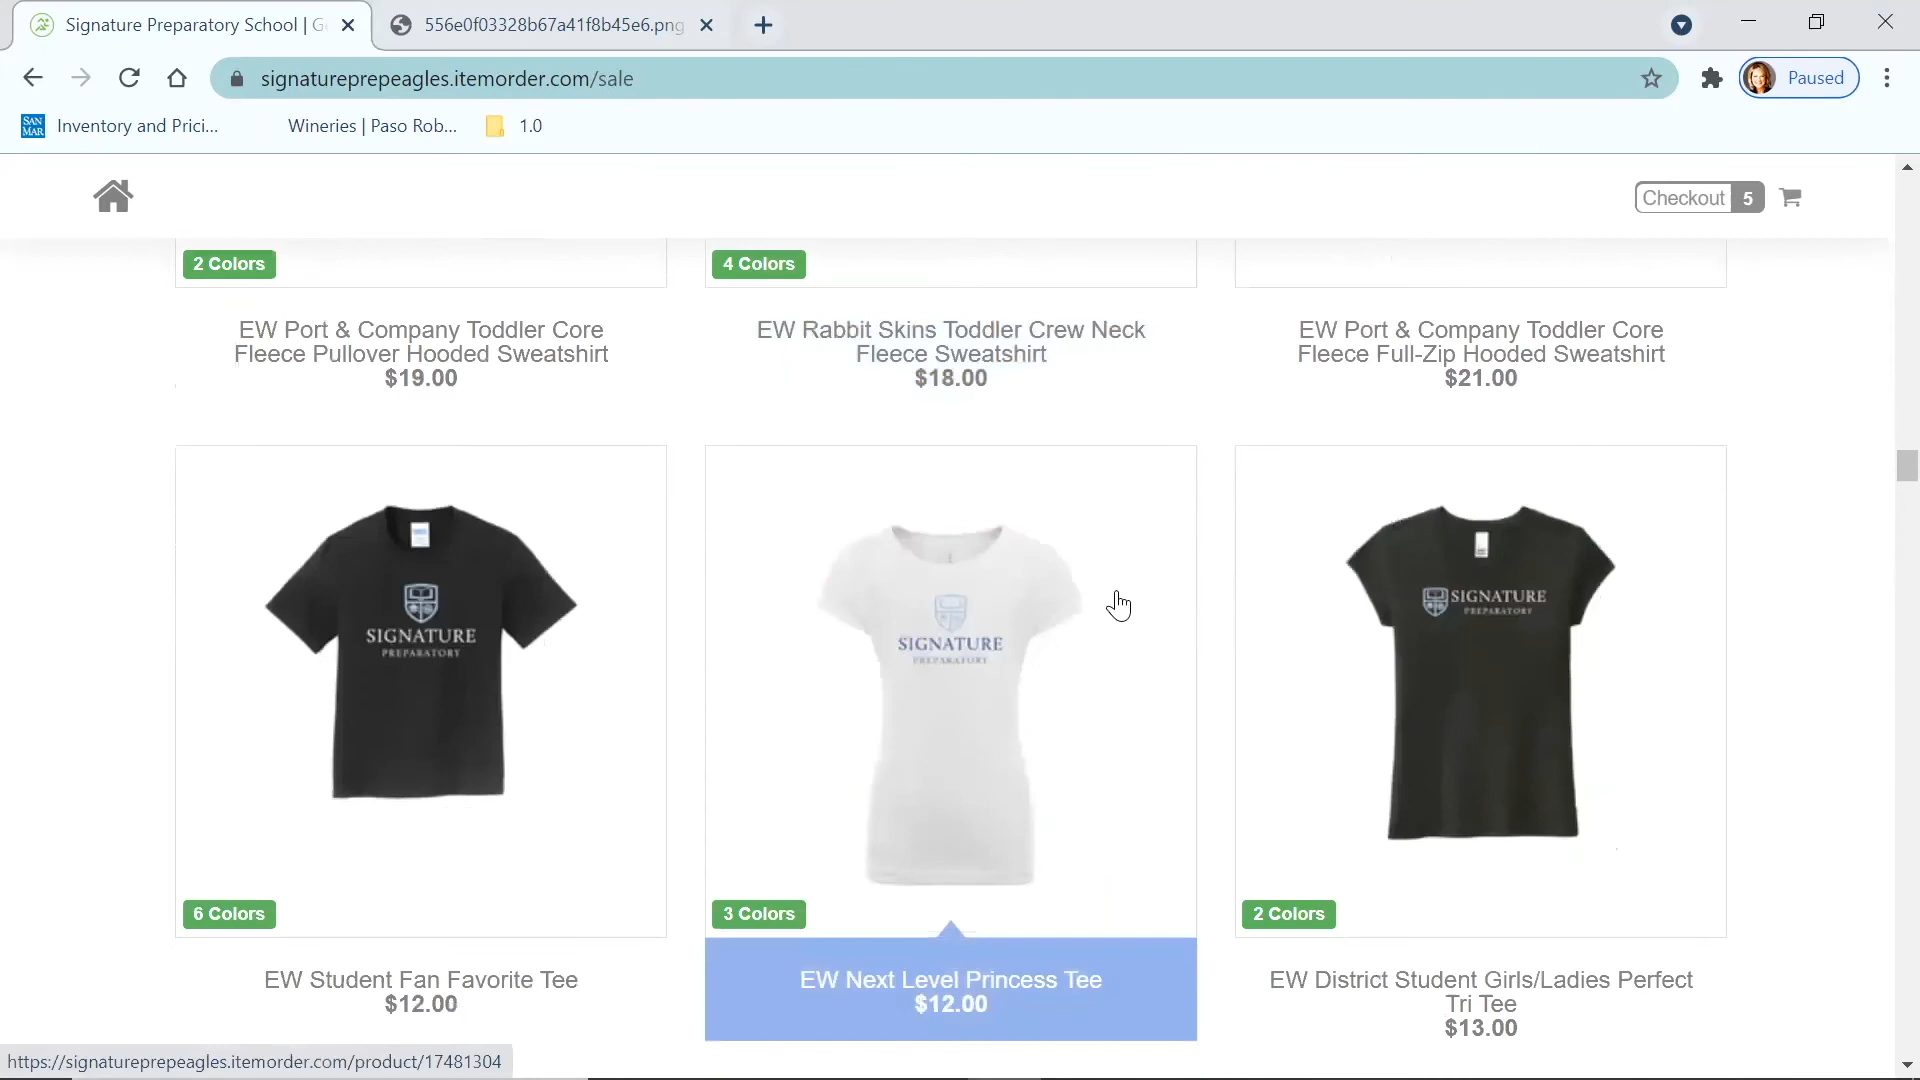 Signature Preparatory School | G
556e0f03328b67a41f8b45e6.png
signatureprepeagles.itemorder.com/sale
Paused
SAN MAR
Inventory and Prici...
Wineries | Paso Rob...
1.0
Checkout 5
2 Colors
4 Colors
EW Port & Company Toddler Core
Fleece Pullover Hooded Sweatshirt
$19.00
EW Rabbit Skins Toddler Crew Neck
Fleece Sweatshirt
$18.00
EW Port & Company Toddler Core
Fleece Full-Zip Hooded Sweatshirt
$21.00
SIGNATURE
PREPARATORY
SIGNATURE
PREPARATORY
SIGNATURE
PREPARATORY
6 Colors
3 Colors
2 Colors
EW Student Fan Favorite Tee
$12.00
EW Next Level Princess Tee
$12.00
EW District Student Girls/Ladies Perfect
Tri Tee
$13.00
https://signatureprepeagles.itemorder.com/product/17481304